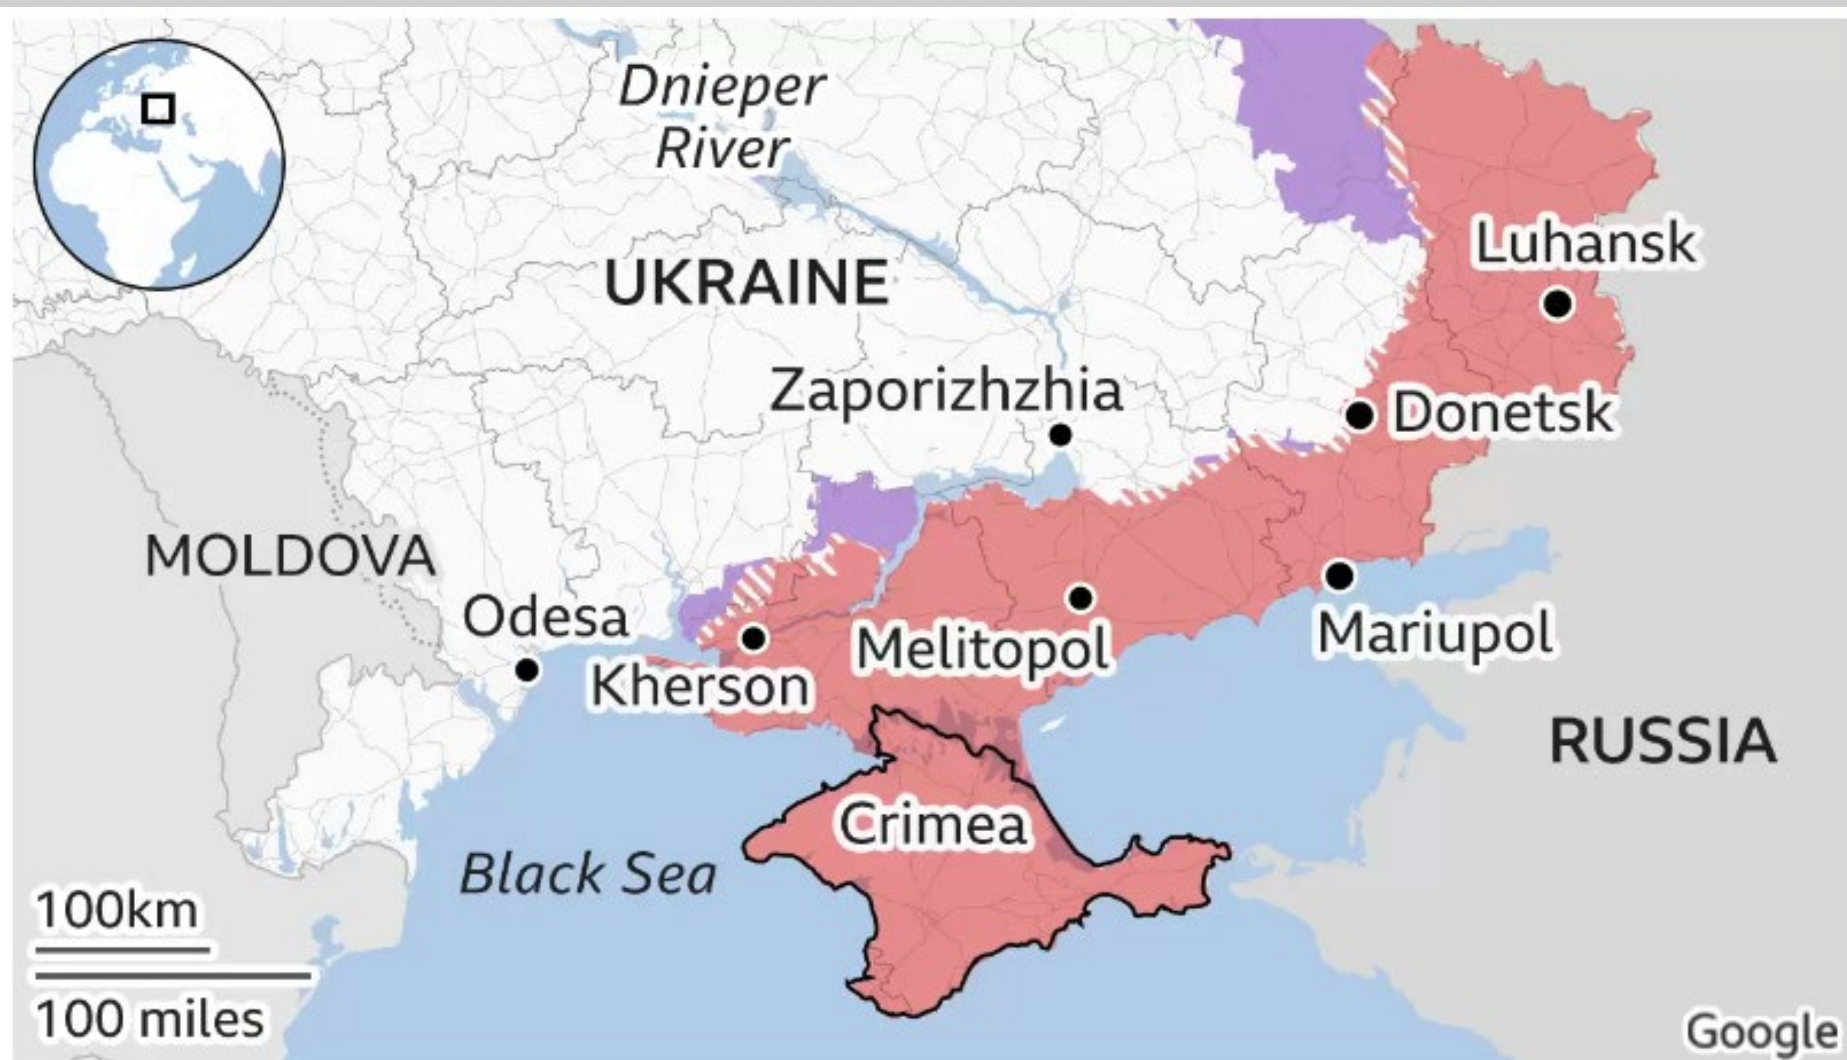 Dnieper
River
UKRAINE
Luhansk
Zaporizhzhia
Donetsk
MOLDOVA
Odesa
Kherson
Melitopol
Mariupol
RUSSIA
Crimea
Black Sea
100km
100 miles
Google